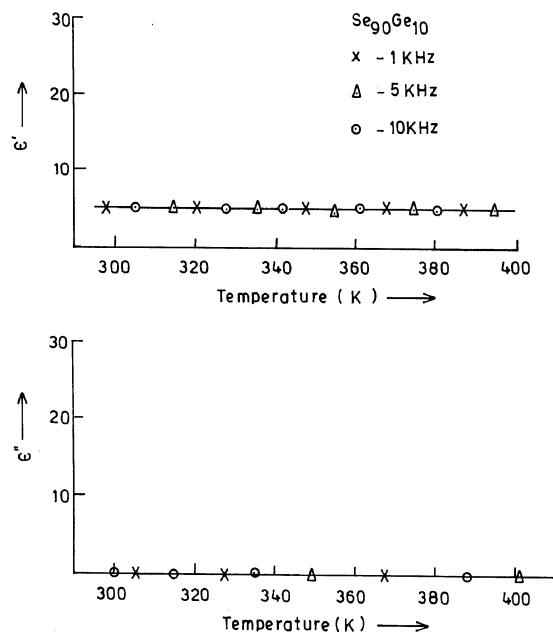 30
Se90Ge10
x - 1 KHz
△ - 5 KHz
⊙ - 10KHz
20
10
ε'
300 320 340 360 380 400
Temperature (K)
30
20
10
ε"
300 320 340 360 380 400
Temperature (K)